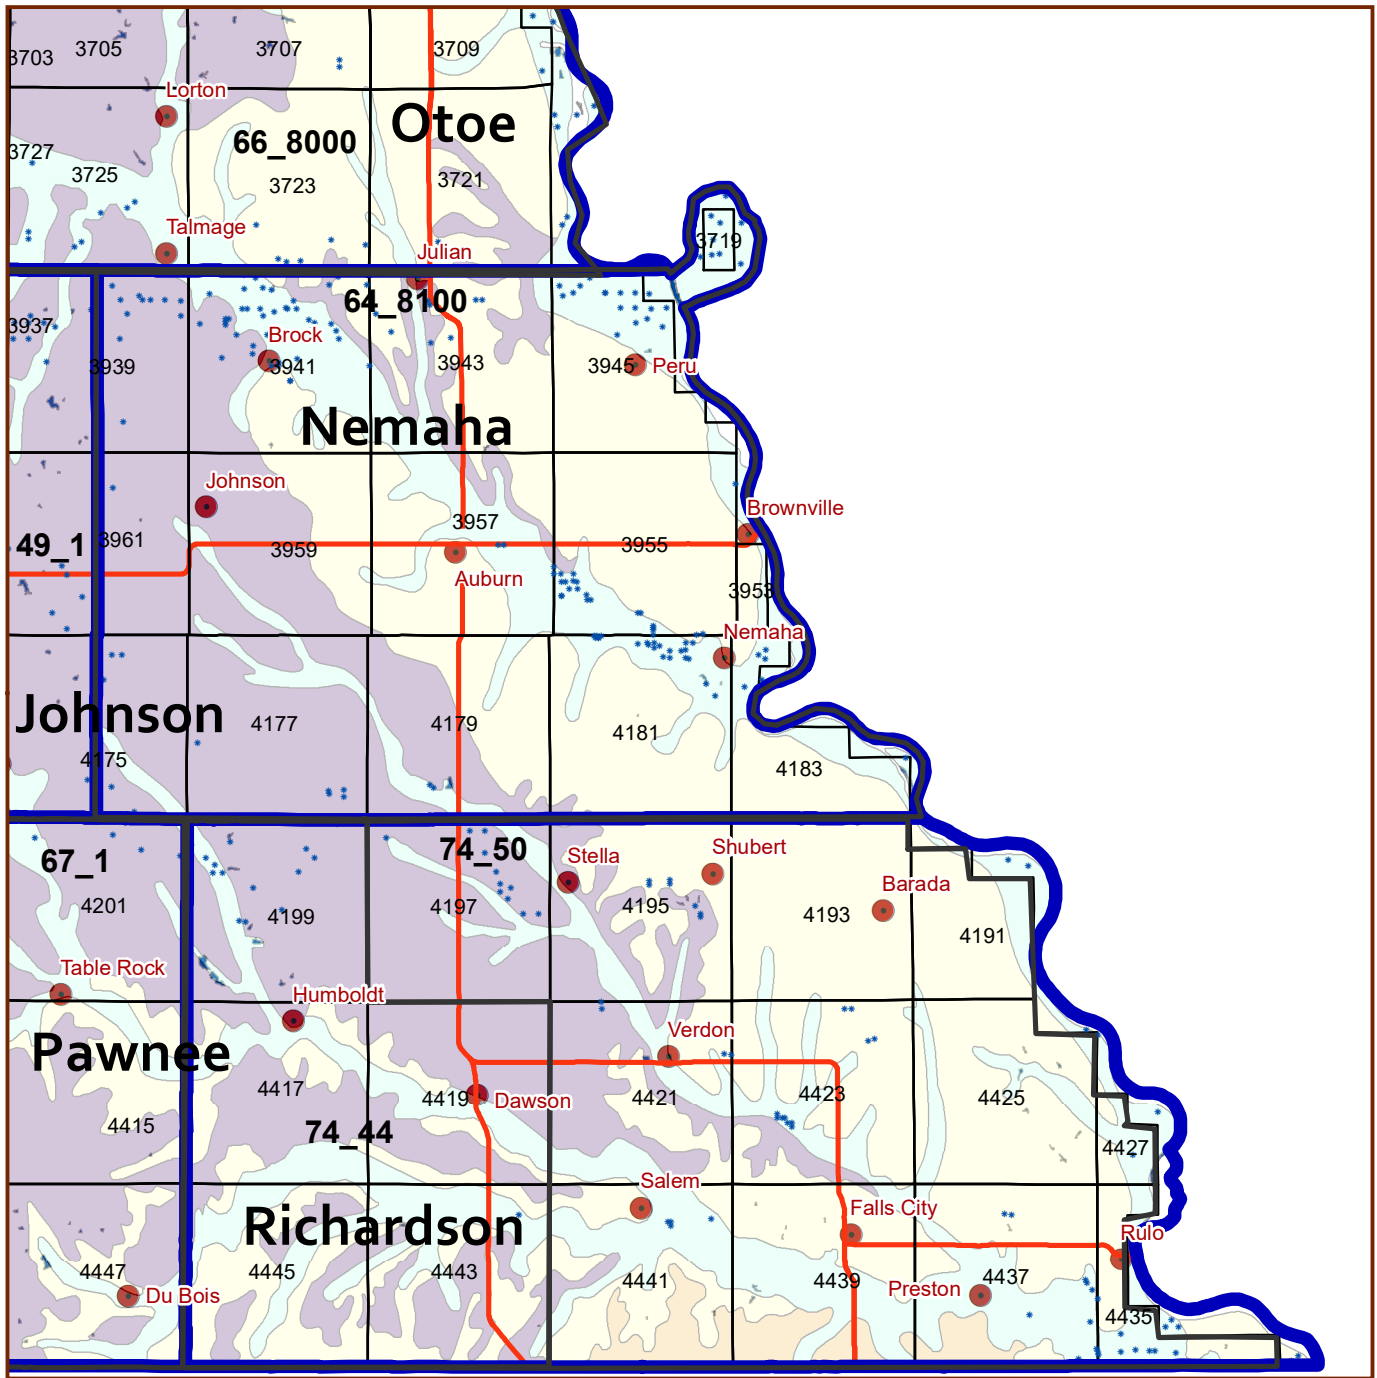 3703
3705
3707
3709
Lorton
Otoe
66_8000
3727
3725
3723
3721
Talmage
3719
Julian
64_8100
3937
Brock
3939
3941
3943
3945
Peru
Nemaha
Johnson
Brownville
3957
49_1
3961
3959
3955
Auburn
3953
Nemaha
Johnson
4177
4179
4181
4175
4183
74_50
67_1
Stella
Shubert
Barada
4201
4199
4197
4195
4193
4191
Table Rock
Humboldt
Verdon
Pawnee
4417
4419
Dawson
4421
4423
4425
4415
74_44
4427
Salem
Falls City
Richardson
Rulo
4447
4445
4443
4441
4439
4437
Du Bois
Preston
4435